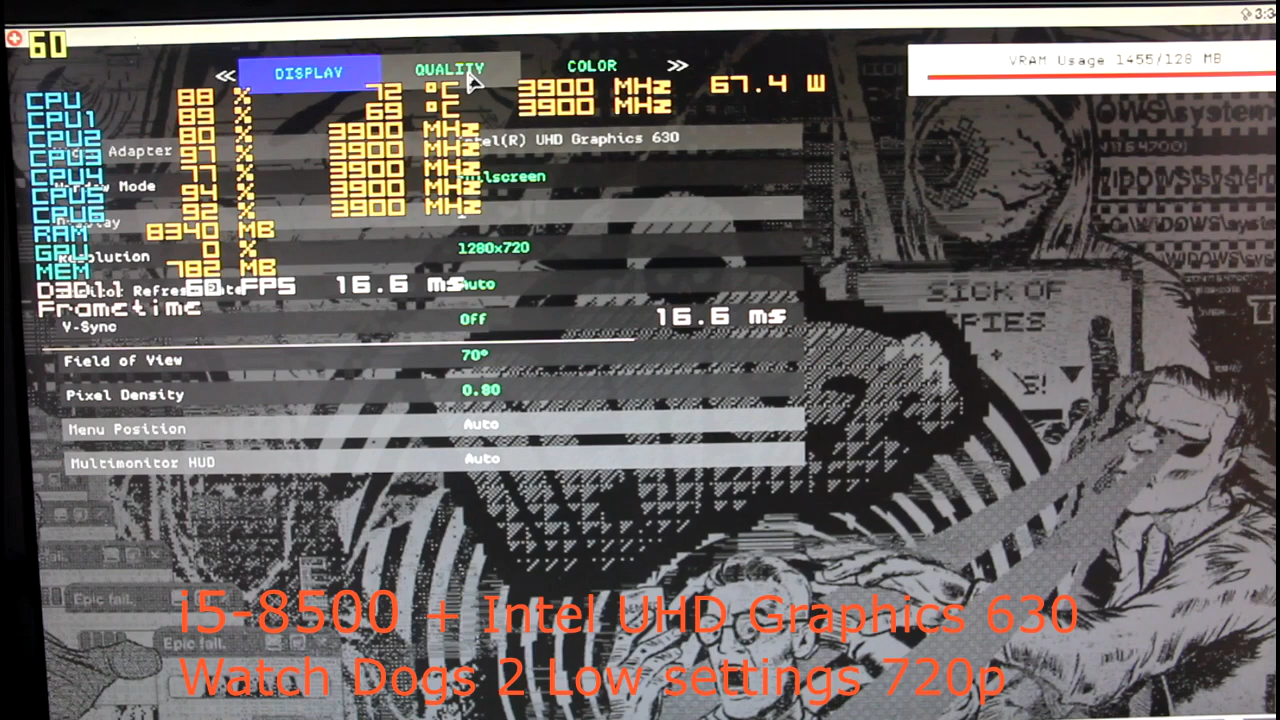 3:3
60
« DISPLAY QUALITY COLOR »
VRAM Usage 1455/128 MB
CPU 88 % 72 °C 3900 MHz 67.4 W
CPU1 89 % 69 °C 3900 MHz
CPU2 80 % 3900 MHz
CPU3 97 % 3900 MHz
CPU4 77 % 3900 MHz
CPU5 94 % 3900 MHz
CPU6 92 % 3900 MHz
RAM 8340 MB
GPU 0 %
MEM 782 MB
D3D11 60 FPS 16.6 ms
Frametime 16.6 ms
Adapter Intel(R) UHD Graphics 630
Mode Fullscreen
Resolution 1280x720
Auto
V-Sync Off
Field of View 70°
Pixel Density 0.80
Menu Position Auto
Multimonitor HUD Auto
SICK OF
Epic fail.
Epic fail.
i5-8500 + Intel UHD Graphics 630
Watch Dogs 2 Low settings 720p